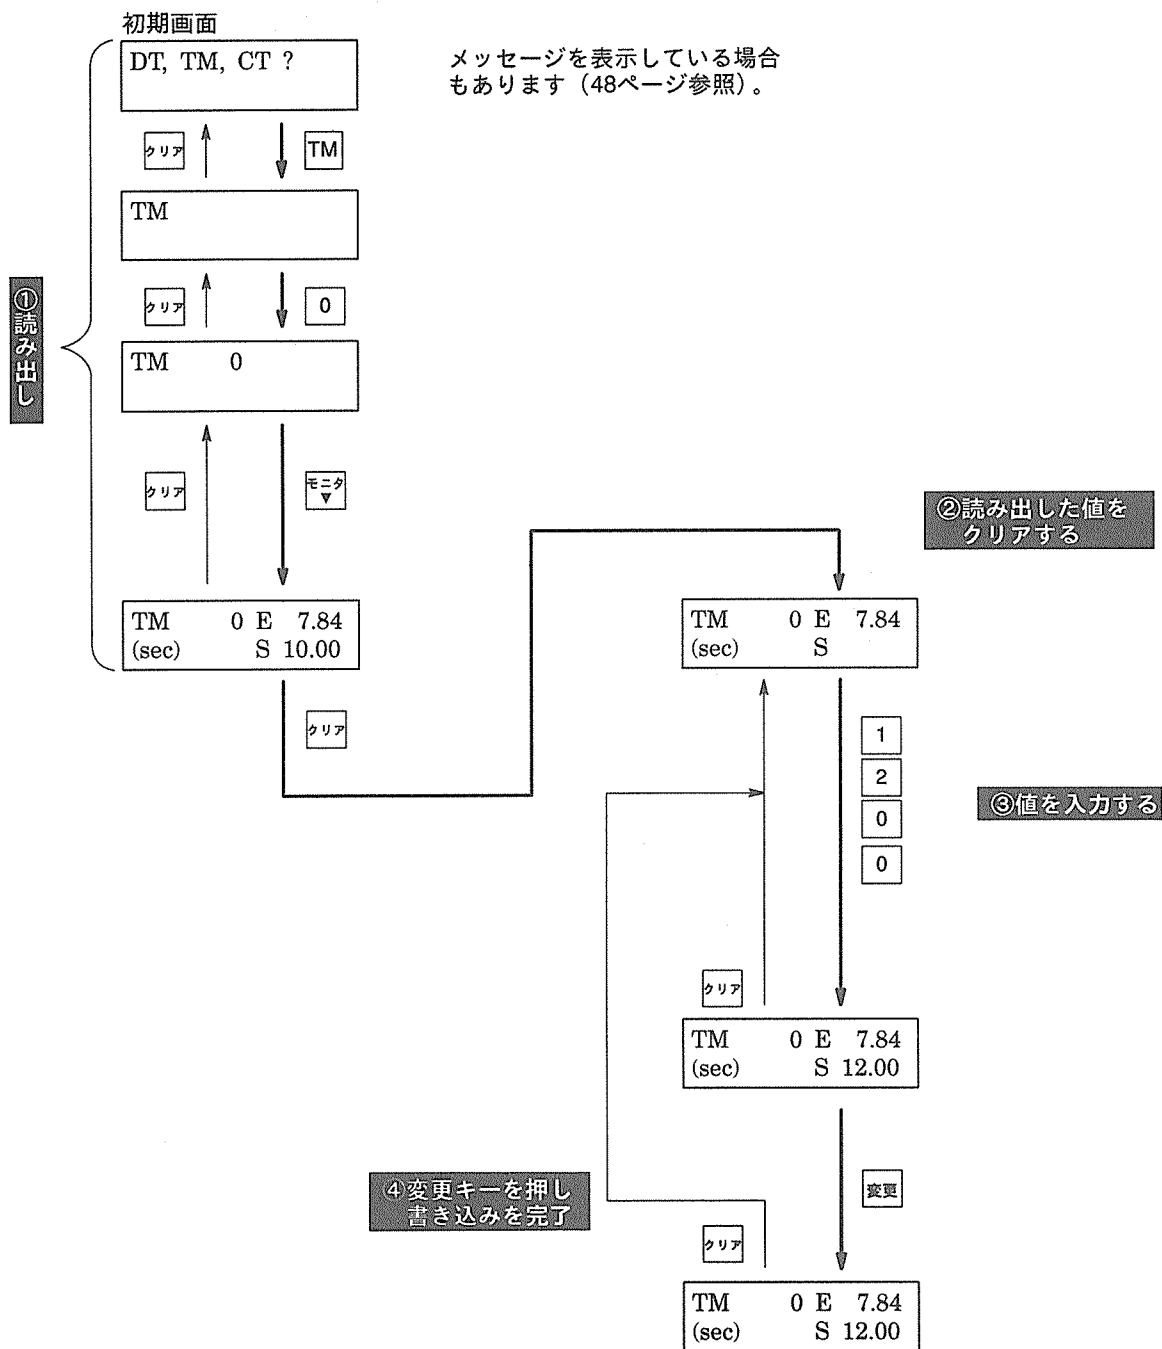 初期画面
DT, TM, CT ?
メッセージを表示している場合
もあります（48ページ参照）。
クリア
TM
TM
クリア
0
TM 0
①読み出し
クリア
モニタ
▼
TM 0 E 7.84
(sec) S 10.00
クリア
②読み出した値を
クリアする
TM 0 E 7.84
(sec) S
1
2
0
0
③値を入力する
クリア
TM 0 E 7.84
(sec) S 12.00
変更
④変更キーを押し
書き込みを完了
クリア
TM 0 E 7.84
(sec) S 12.00